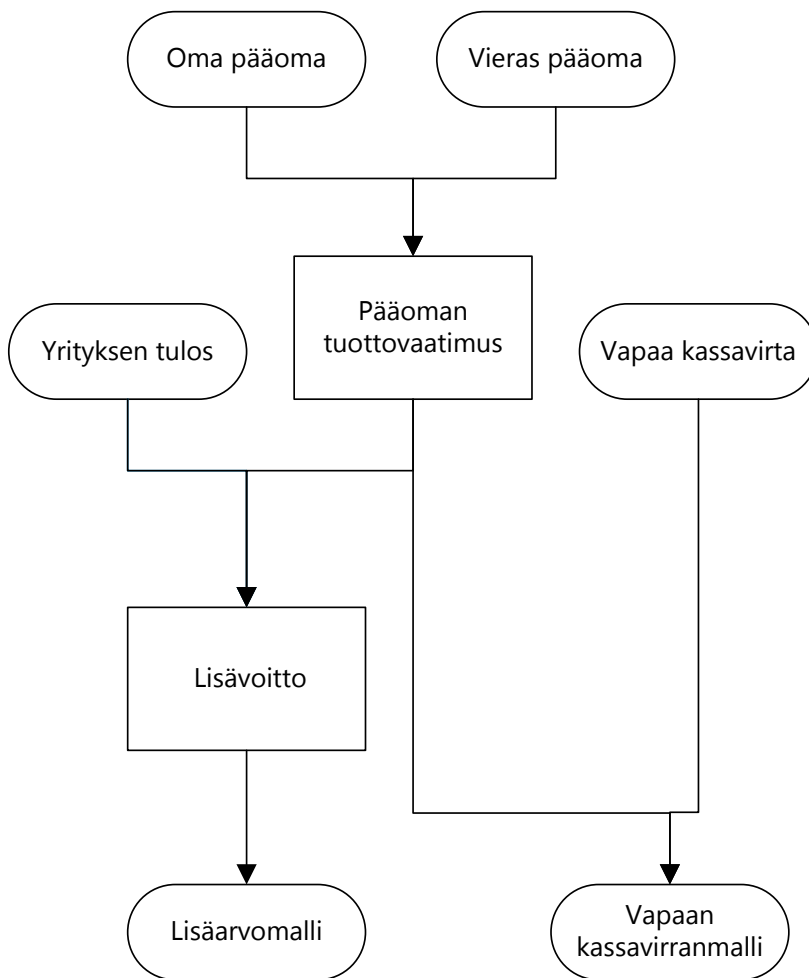 Oma pääoma
Vieras pääoma
Pääoman
tuottovaatimus
Yrityksen tulos
Vapaa kassavirta
Lisävoitto
Lisäarvomalli
Vapaan
kassavirranmalli